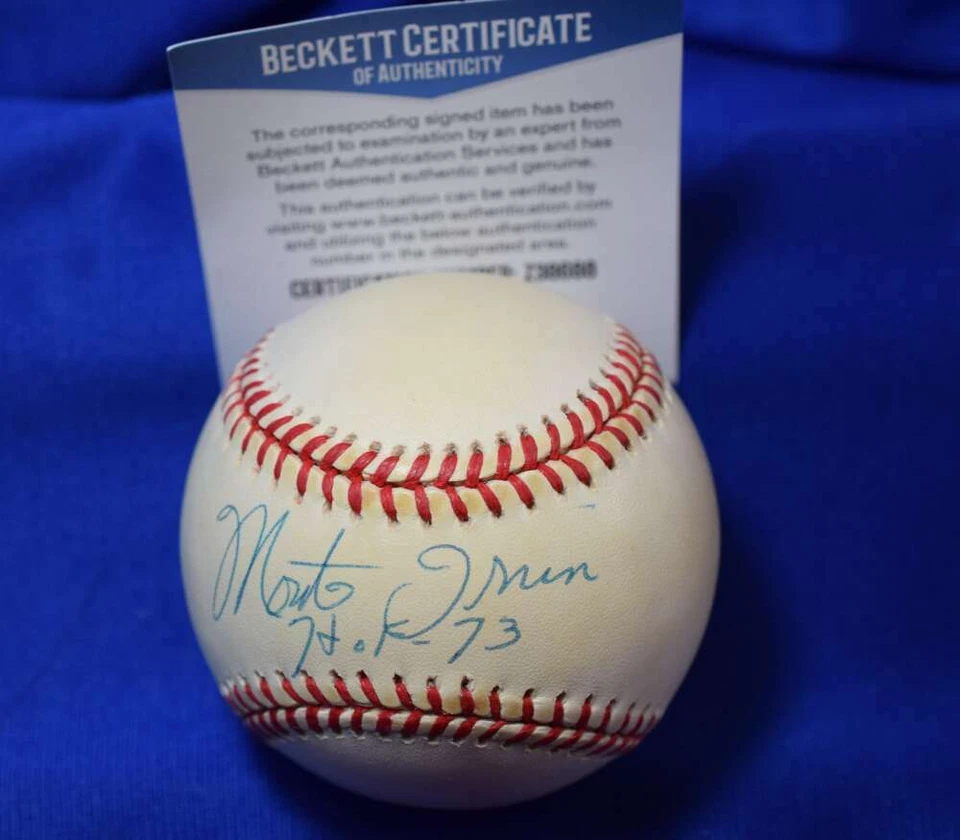 BECKETT CERTIFICATE
OF AUTHENTICITY
The corresponding signed item has been
subjected to examination by an expert from
Beckett Authentication Services and has
been deemed authentic and genuine.
This authentication can be verified by
visiting www.beckett-authentication.com
and utilizing the below authentication
number in the designated area.
Monte Irvin
H.o.F-73